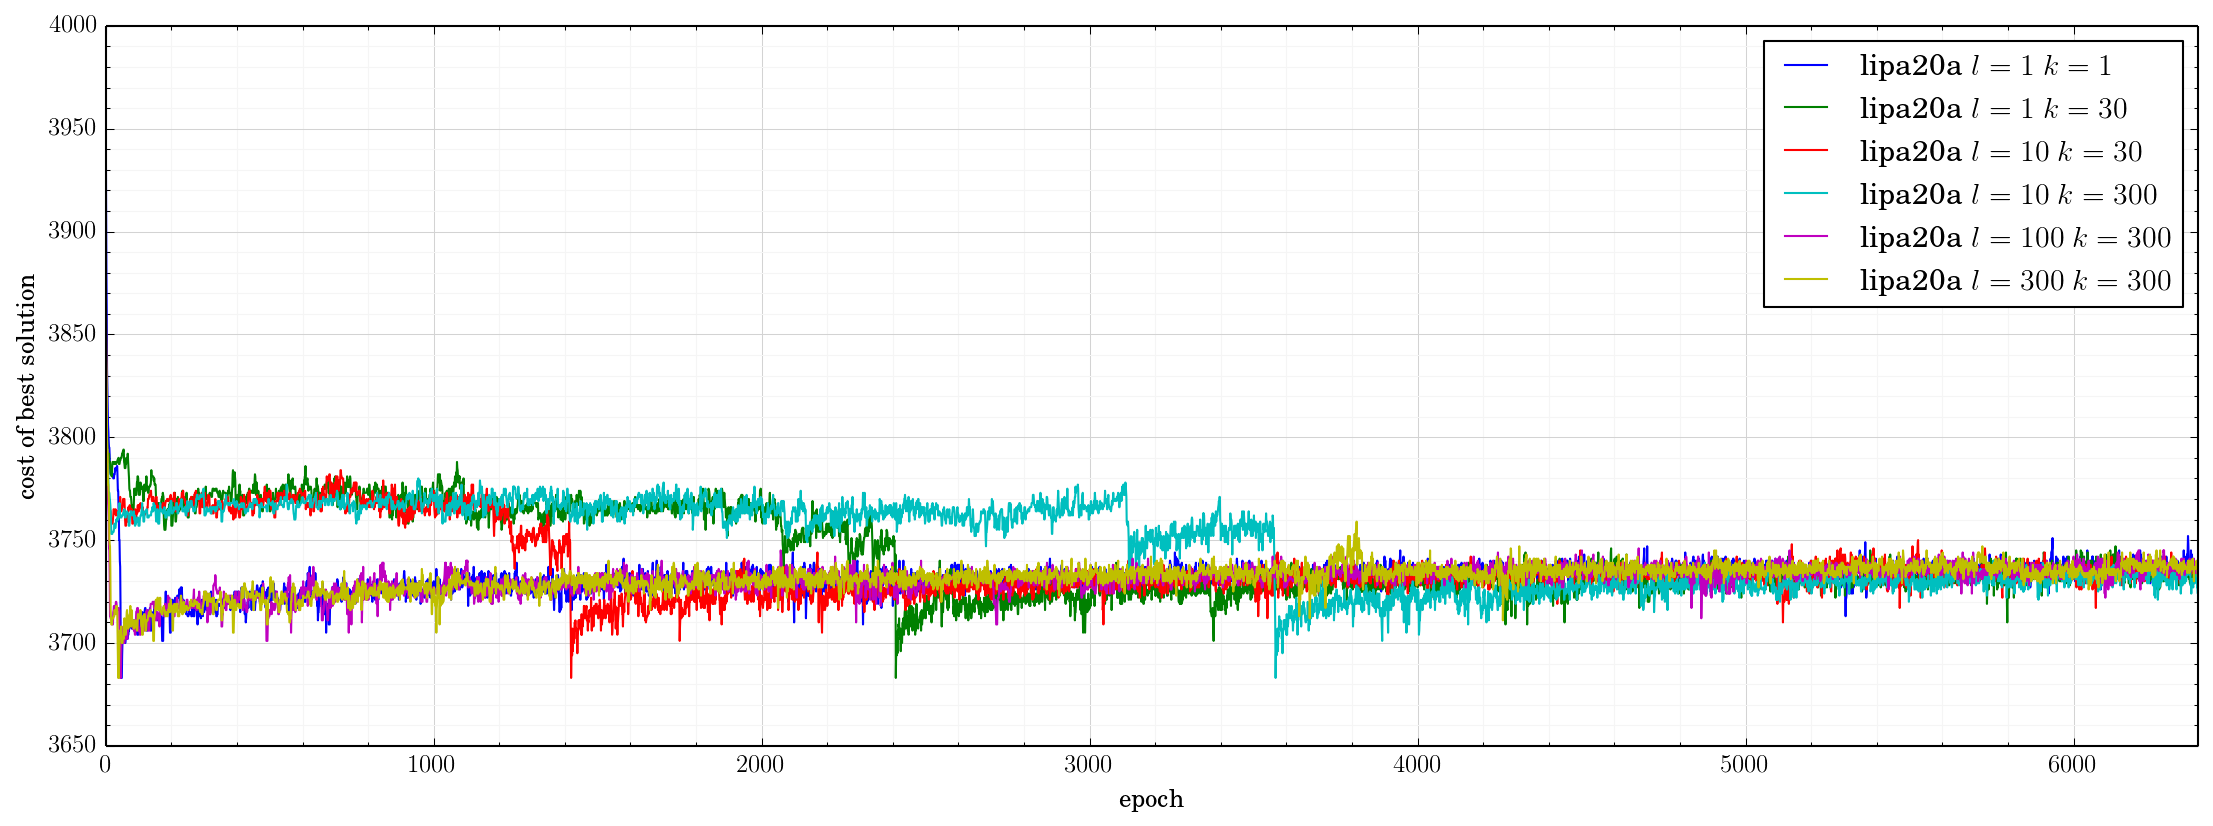 4000
3950
3900
3850
3800
3750
3700
3650
cost of best solution
lipa20a l = 1 k = 1
lipa20a l = 1 k = 30
lipa20a l = 10 k = 30
lipa20a l = 10 k = 300
lipa20a l = 100 k = 300
lipa20a l = 300 k = 300
0 1000 2000 3000 4000 5000 6000
epoch